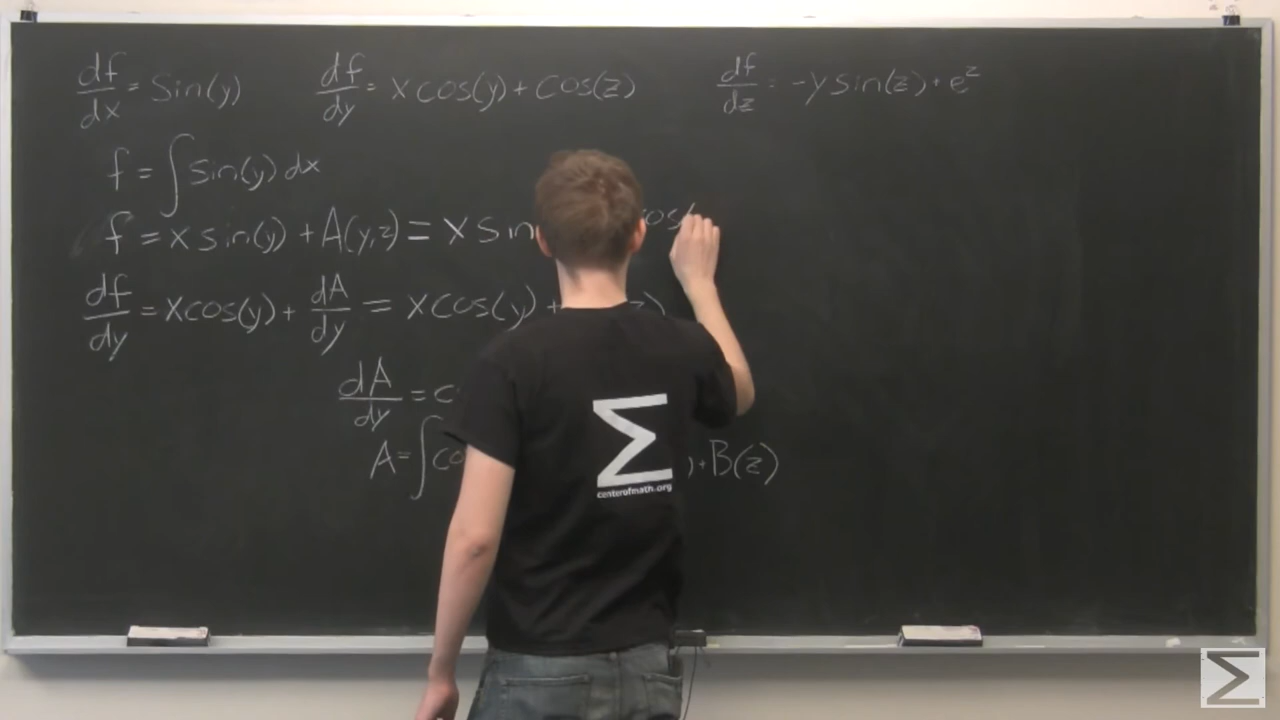 df/dx = Sin(y) df/dy = x cos(y) + cos(z) df/dz = -y sin(z) + e^z
f = ∫ Sin(y) dx
f = x sin(y) + A(y,z) = x sin cos(
df/dy = x cos(y) + dA/dy = x cos(y) + z)
dA/dy = c
A = ∫ co ) + B(z)
Σ
centerofmath.org
Σ